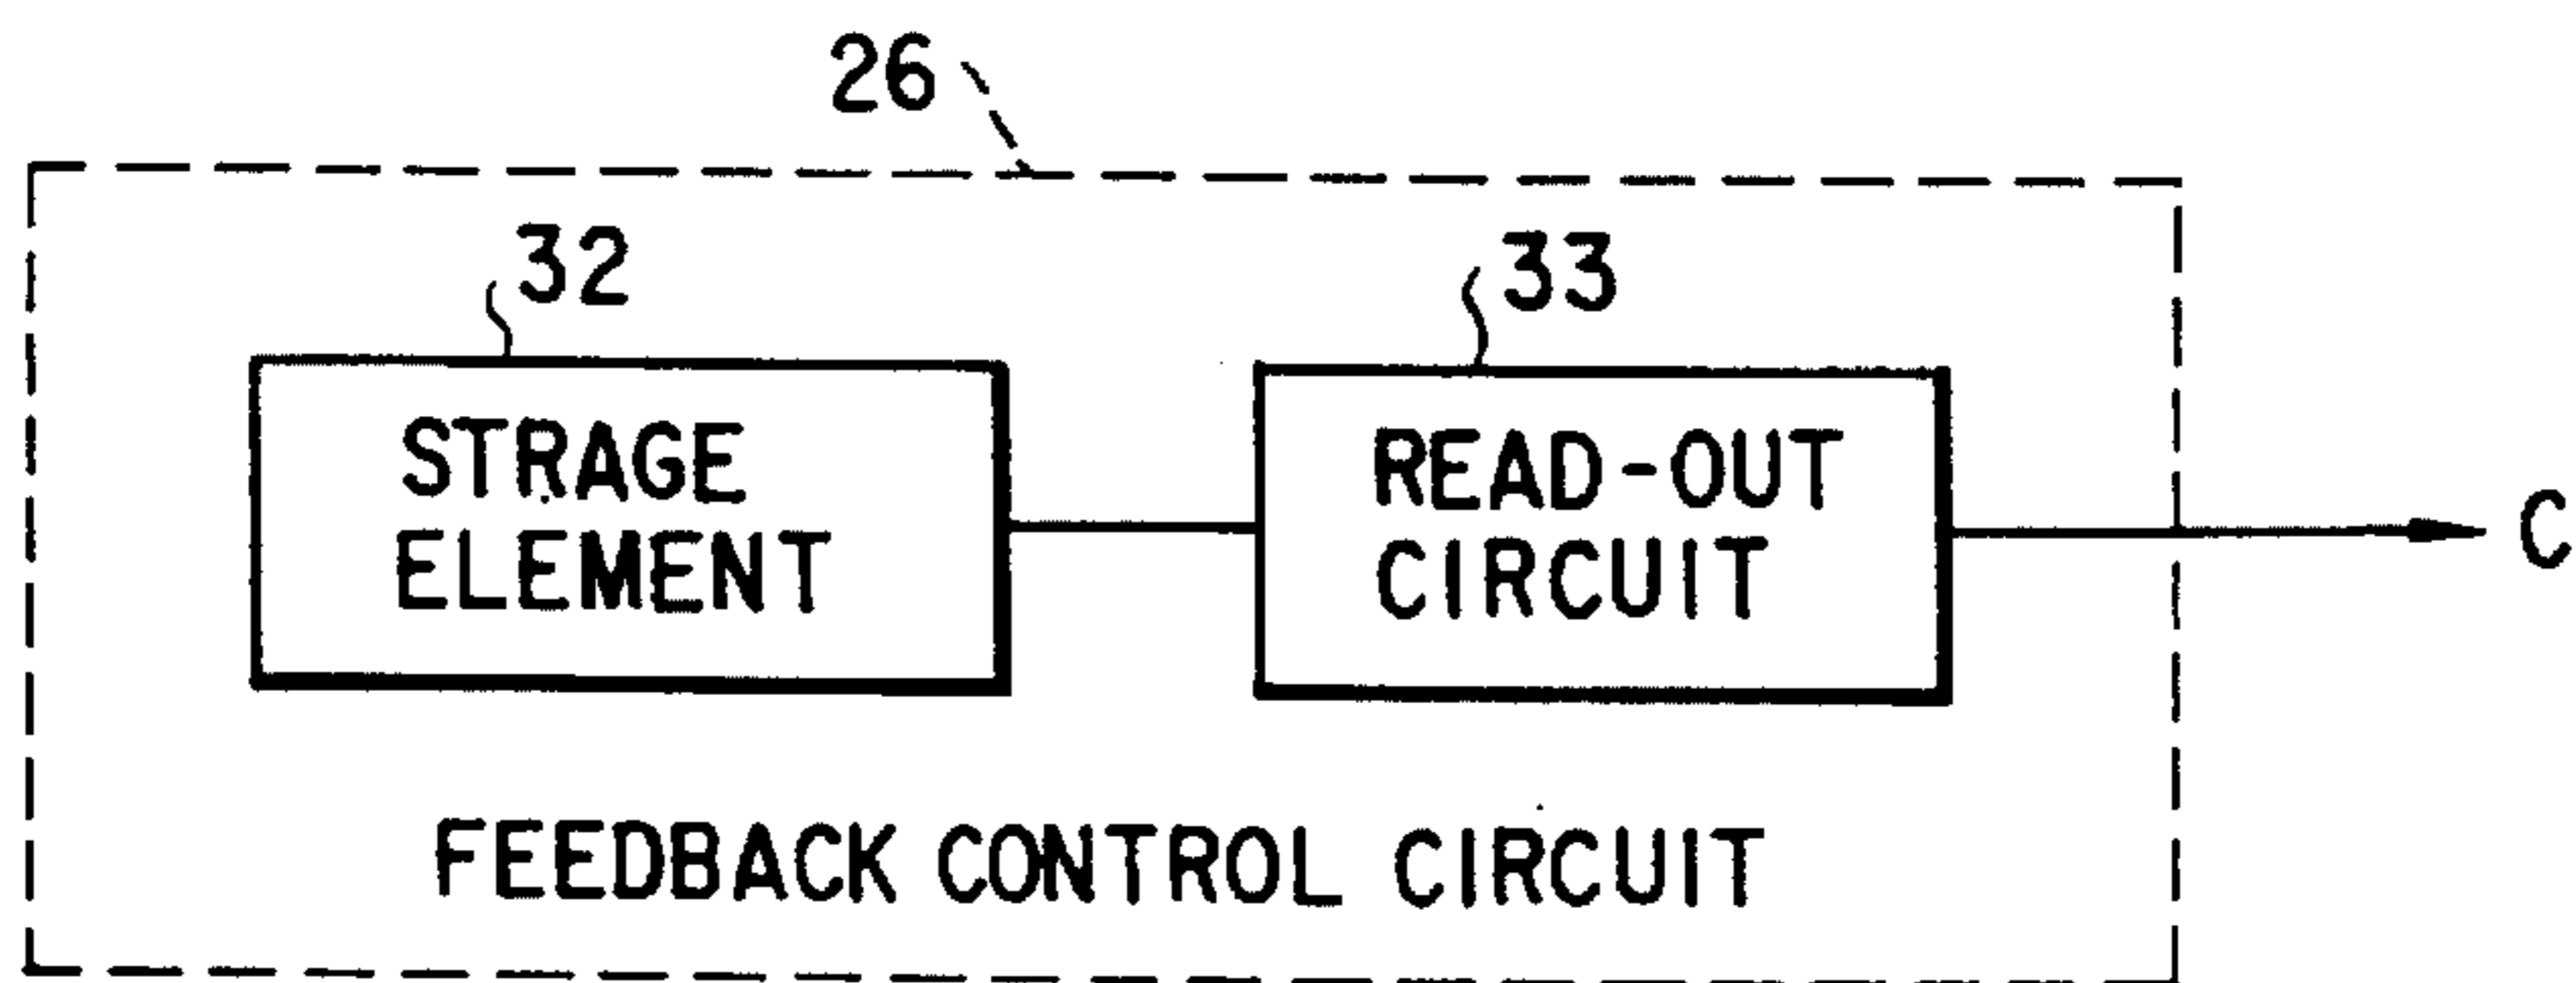 26
32
33
STRAGE
ELEMENT
READ-OUT
CIRCUIT
C
FEEDBACK CONTROL CIRCUIT